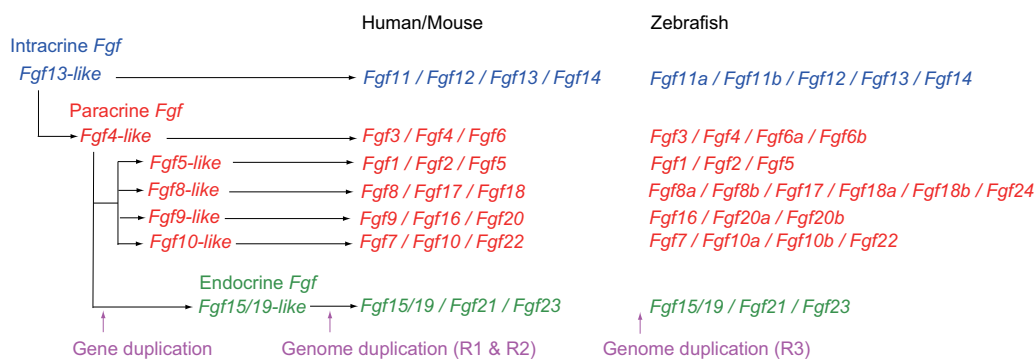 Human/Mouse Zebrafish
Intracrine Fgf
Fgf13-like Fgf11 / Fgf12 / Fgf13 / Fgf14 Fgf11a / Fgf11b / Fgf12 / Fgf13 / Fgf14
Paracrine Fgf
Fgf4-like Fgf3 / Fgf4 / Fgf6 Fgf3 / Fgf4 / Fgf6a / Fgf6b
Fgf5-like Fgf1 / Fgf2 / Fgf5 Fgf1 / Fgf2 / Fgf5
Fgf8-like Fgf8 / Fgf17 / Fgf18 Fgf8a / Fgf8b / Fgf17 / Fgf18a / Fgf18b / Fgf24
Fgf9-like Fgf9 / Fgf16 / Fgf20 Fgf16 / Fgf20a / Fgf20b
Fgf10-like Fgf7 / Fgf10 / Fgf22 Fgf7 / Fgf10a / Fgf10b / Fgf22
Endocrine Fgf
Fgf15/19-like Fgf15/19 / Fgf21 / Fgf23 Fgf15/19 / Fgf21 / Fgf23
Gene duplication Genome duplication (R1 & R2) Genome duplication (R3)